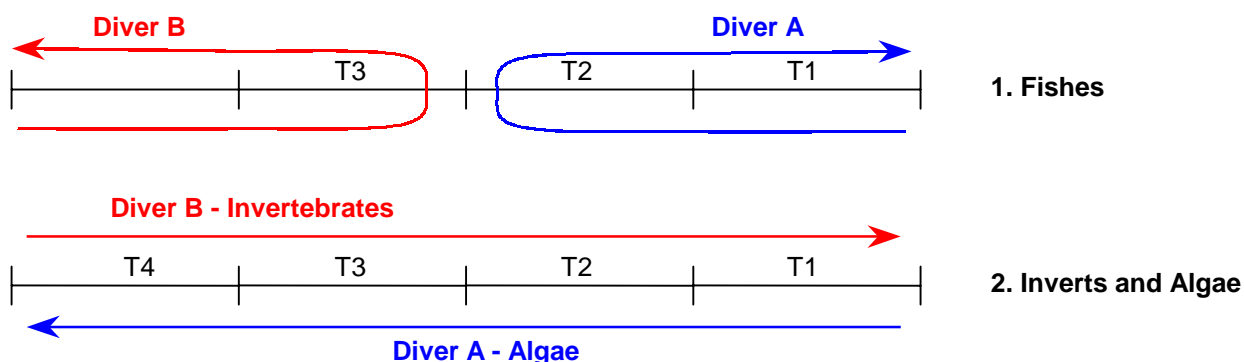 Diver B
Diver A
T3
T2
T1
1. Fishes
Diver B - Invertebrates
T4
T3
T2
T1
2. Inverts and Algae
Diver A - Algae